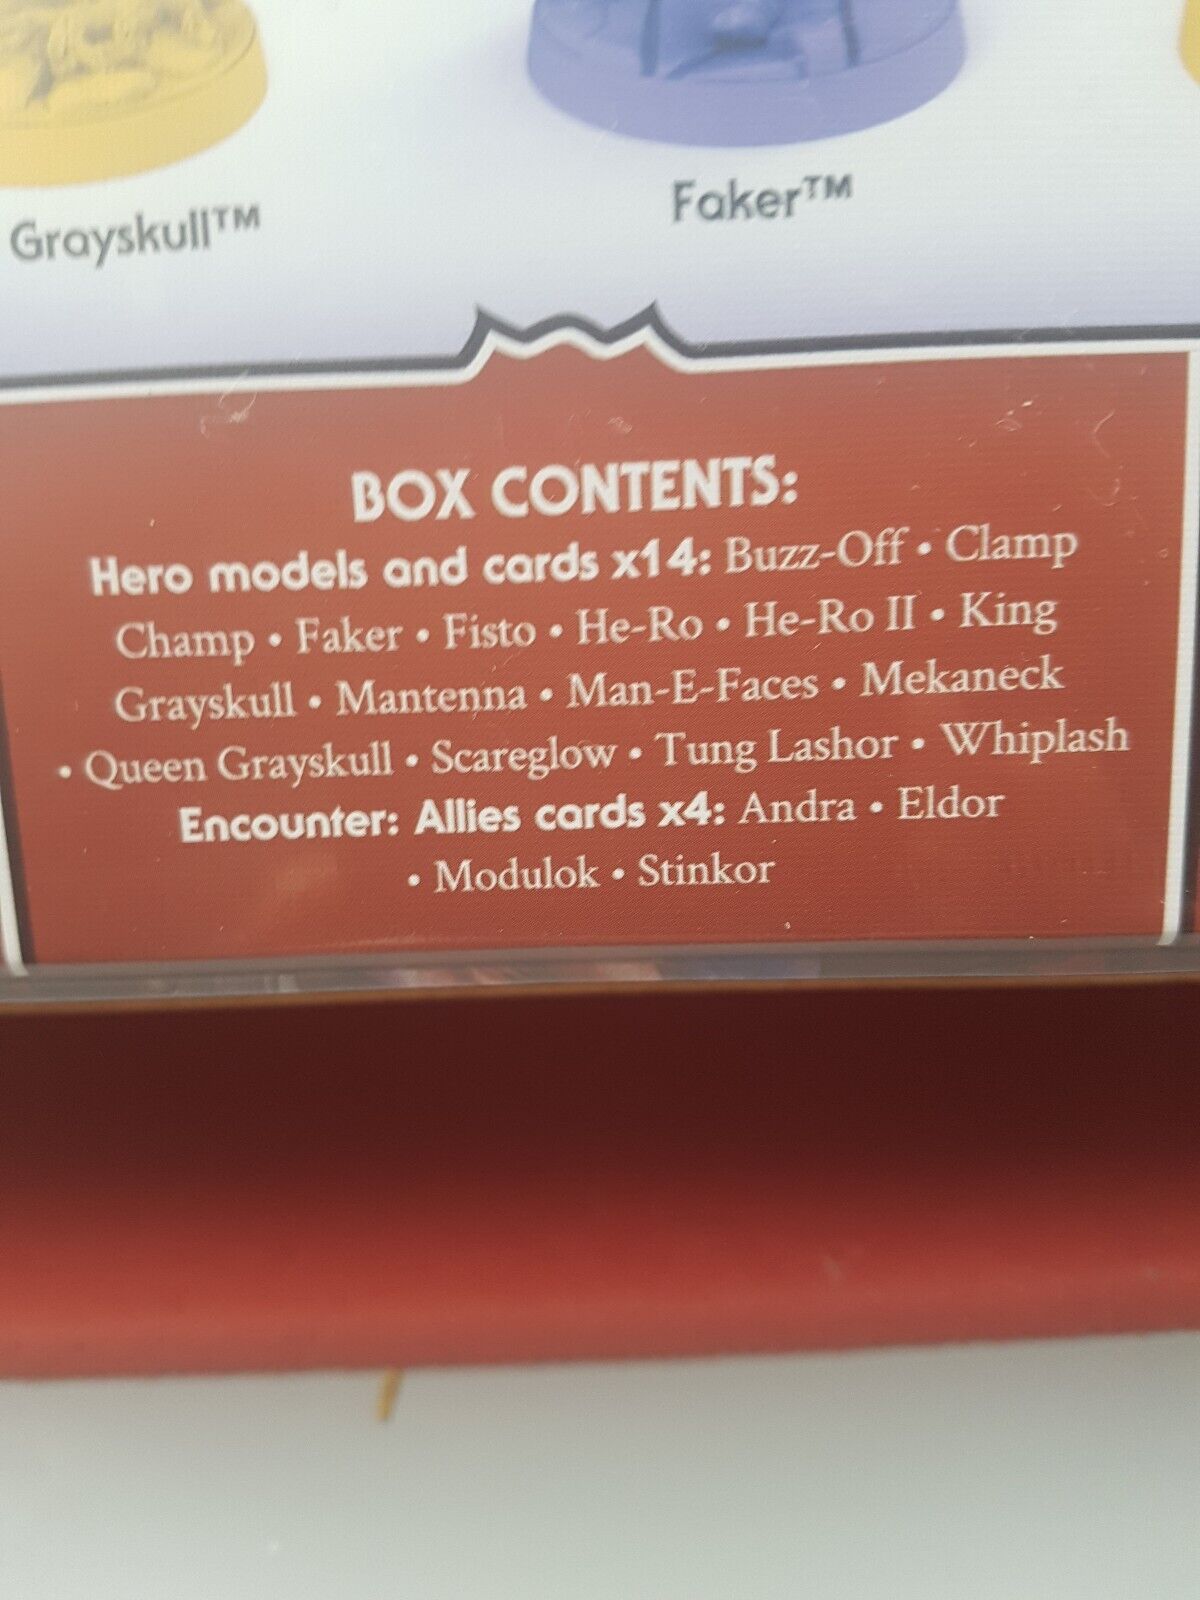 Grayskull™
Faker™
BOX CONTENTS:
Hero models and cards x14: Buzz-Off • Clamp
Champ • Faker • Fisto • He-Ro • He-Ro II • King
Grayskull • Mantenna • Man-E-Faces • Mekaneck
• Queen Grayskull • Scareglow • Tung Lashor • Whiplash
Encounter: Allies cards x4: Andra • Eldor
• Modulok • Stinkor